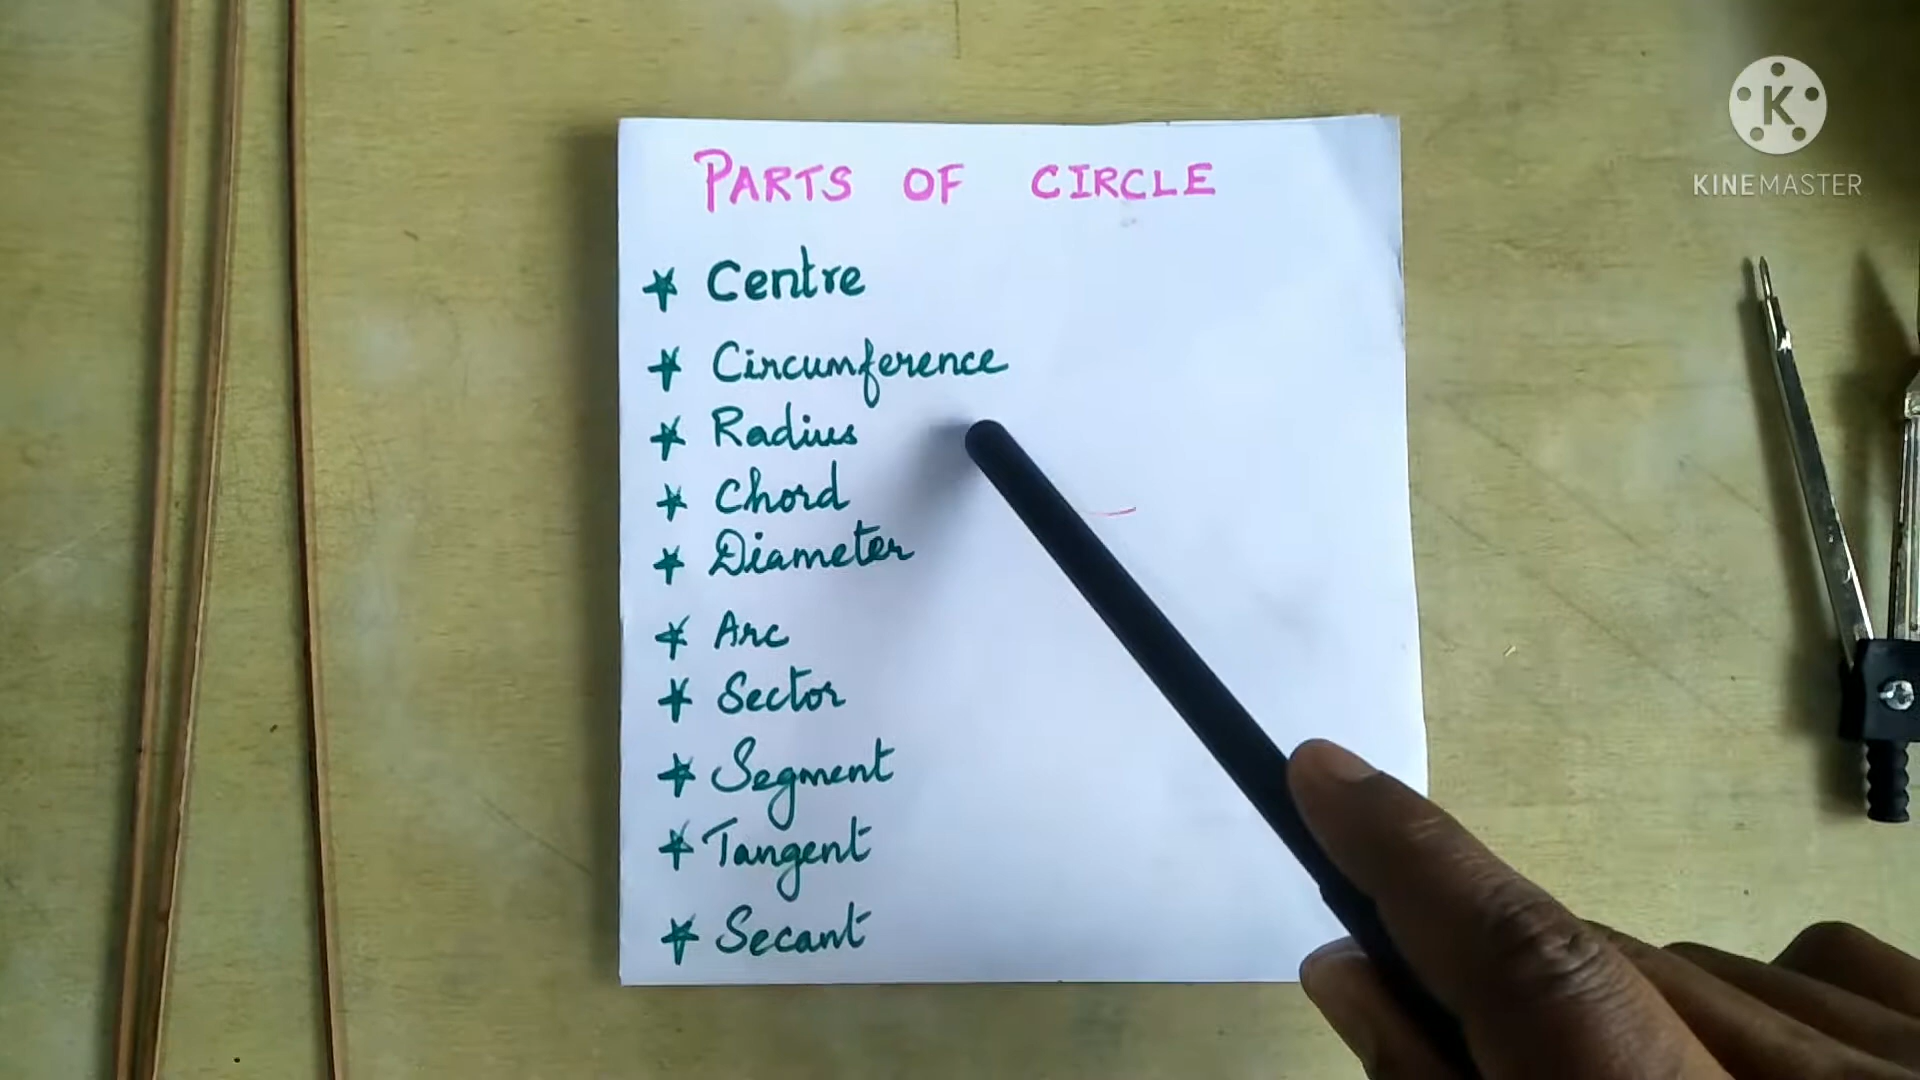 PARTS OF CIRCLE
Centre
Circumference
Radius
Chord
Diameter
Arc
Sector
Segment
Tangent
Secant
K
KINEMASTER